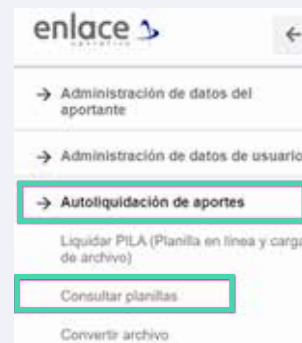 enlace
operativo
→ Administración de datos del
aportante
→ Administración de datos de usuario
→ Autoliquidación de aportes
Liquidar PILA (Planilla en línea y carga
de archivo)
Consultar planillas
Convertir archivo